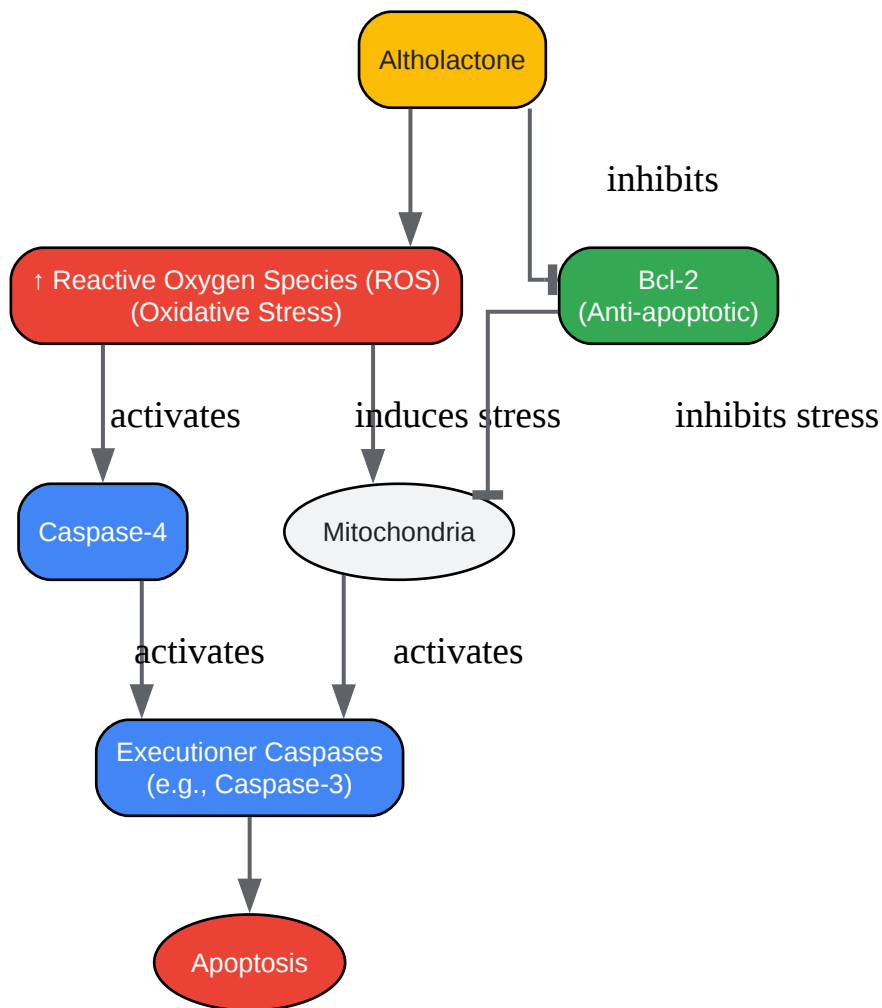 Altholactone
inhibits
↑ Reactive Oxygen Species (ROS)
(Oxidative Stress)
Bcl-2
(Anti-apoptotic)
activates
induces stress
inhibits stress
Caspase-4
Mitochondria
activates
activates
Executioner Caspases
(e.g., Caspase-3)
Apoptosis